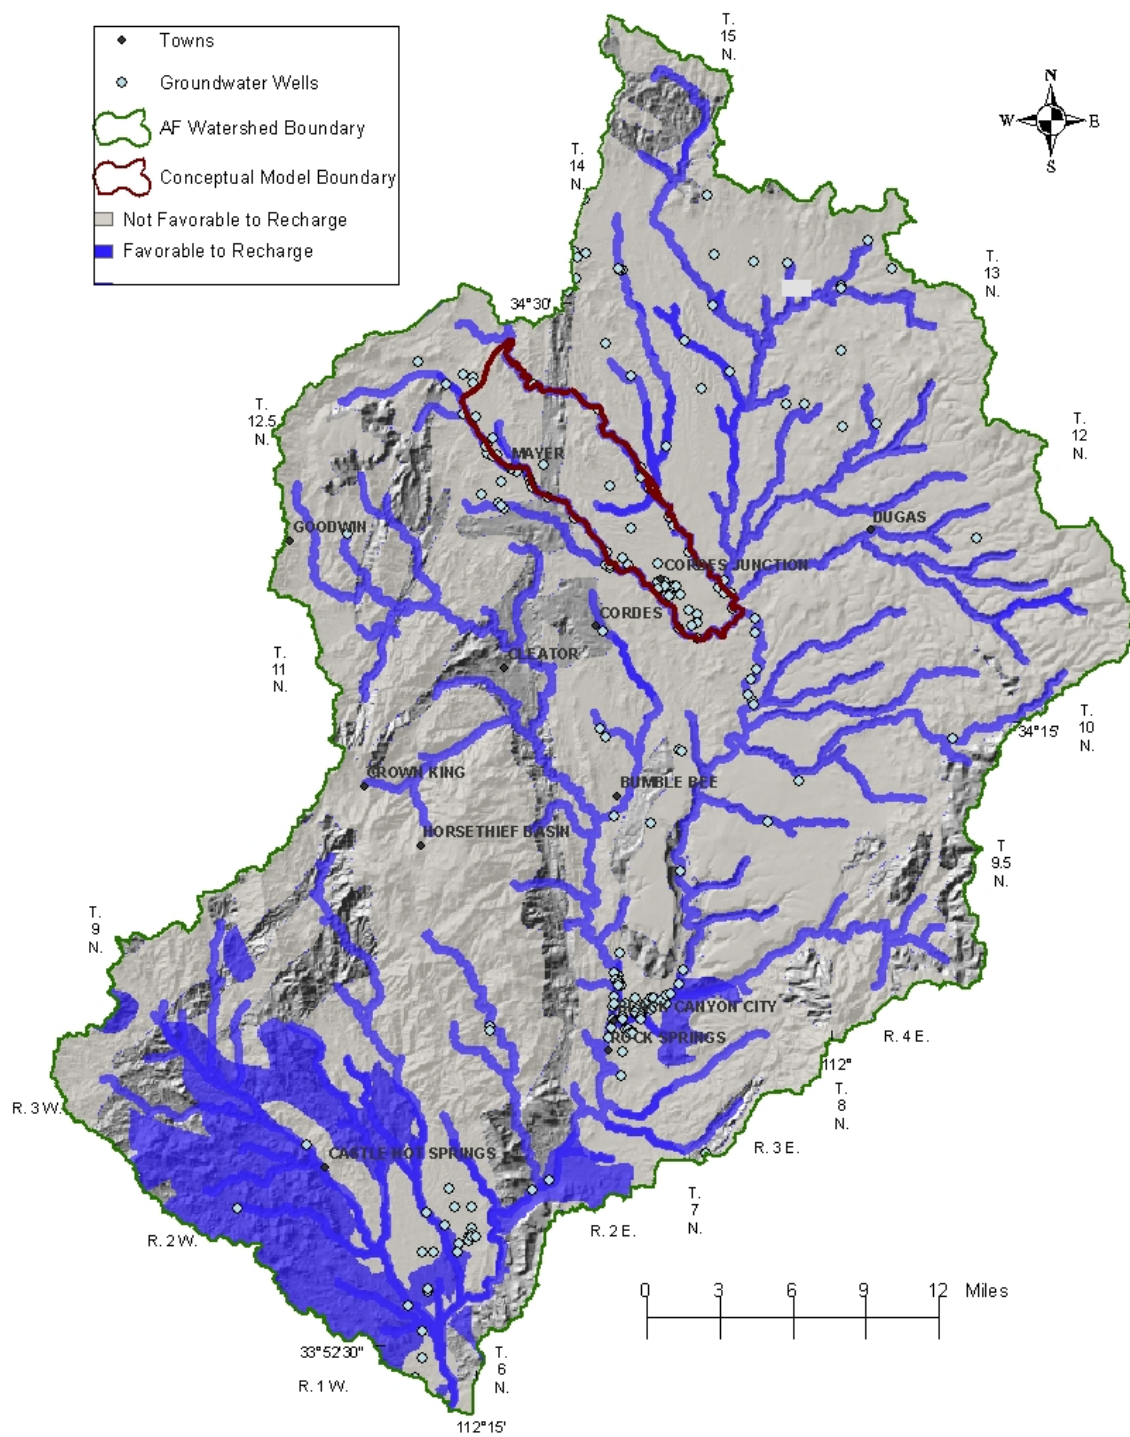 T.
15
N.
Towns
Groundwater Wells
AF Watershed Boundary
Conceptual Model Boundary
Not Favorable to Recharge
Favorable to Recharge
N
W
E
S
T.
14
N.
T.
13
N.
34°30'
T.
12.5
N.
T.
12
N.
MAYER
GOODWIN
DUGAS
CORDES JUNCTION
CORDES
CLEATOR
T.
11
N.
T.
10
N.
34°15'
CROWN KING
BUMBLE BEE
HORSETHIEF BASIN
T
9.5
N.
T.
9
N.
BLACK CANYON CITY
ROCK SPRINGS
R. 4 E.
112°
T.
8
N.
R. 3 W.
R. 3 E.
CASTLE HOT SPRINGS
T.
7
N.
R. 2 W.
R. 2 E.
0 3 6 9 12 Miles
33°52'30"
T.
6
N.
R. 1 W.
112°15'